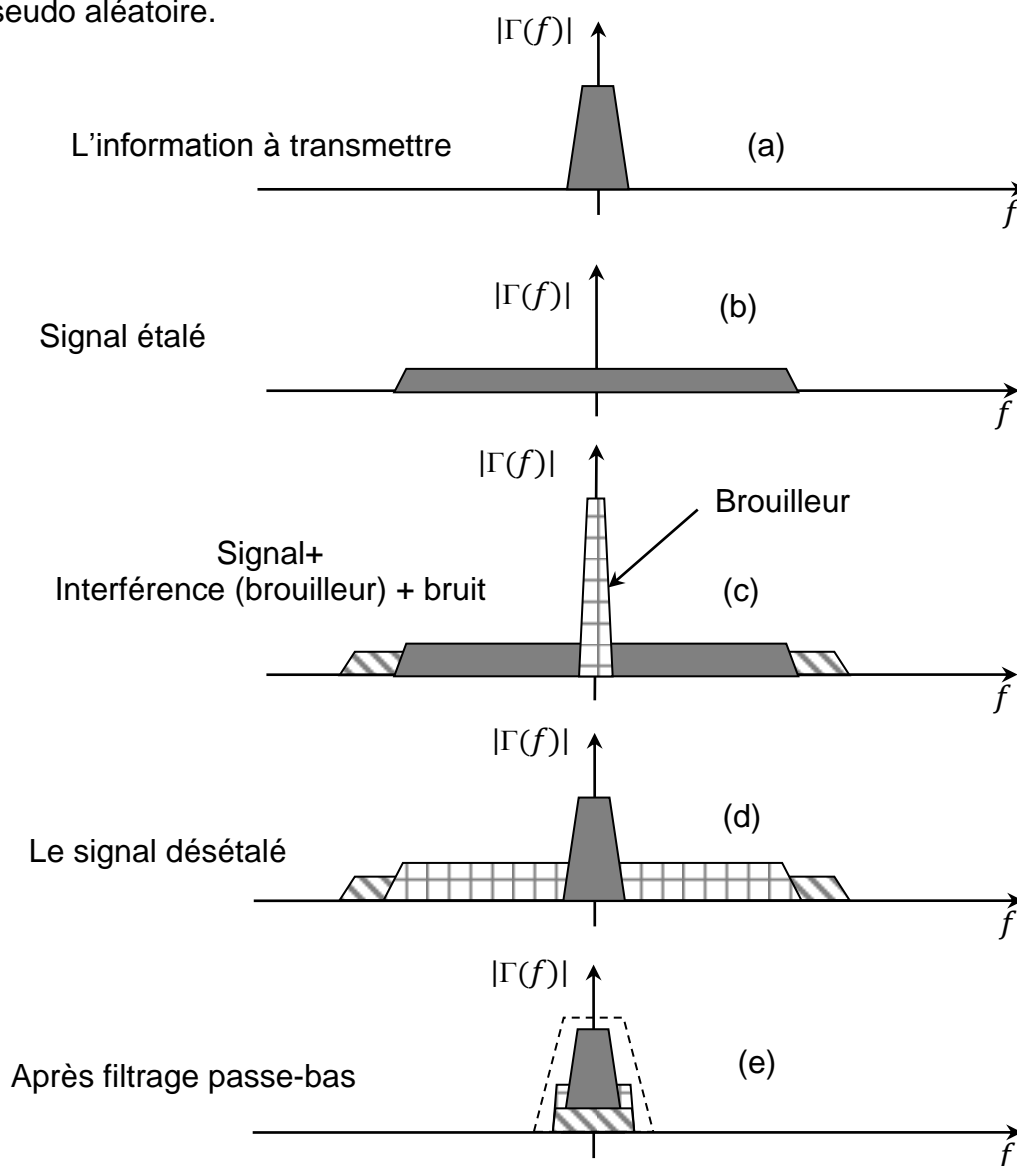 seudo aléatoire.
|Γ(f)|
L’information à transmettre
(a)
f
|Γ(f)|
(b)
Signal étalé
f
|Γ(f)|
Brouilleur
Signal+
Interférence (brouilleur) + bruit
(c)
f
|Γ(f)|
(d)
Le signal désétalé
f
|Γ(f)|
(e)
Après filtrage passe-bas
f